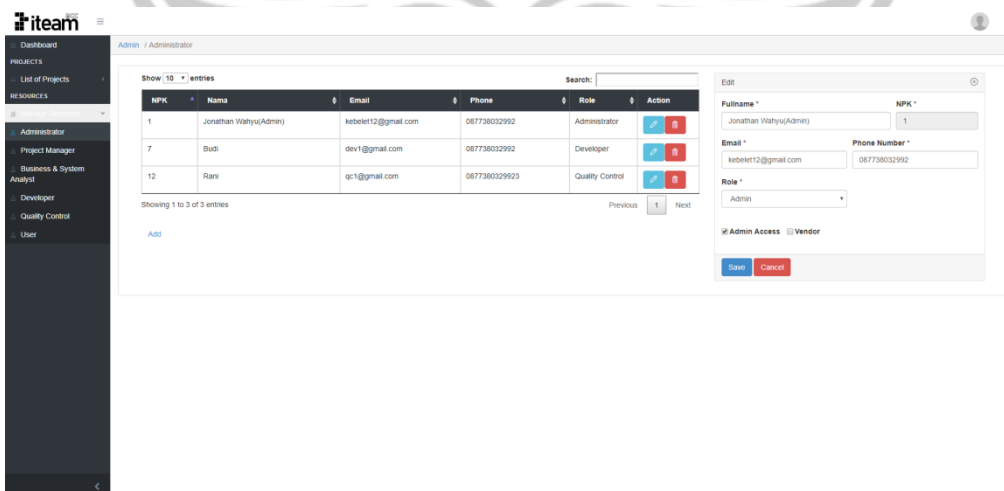 iteam
Dashboard
PROJECTS
List of Projects
RESOURCES
Administrator
Project Manager
Business & System
Analyst
Developer
Quality Control
User
Admin / Administrator
Show 10 entries
Search:
NPK Nama Email Phone Role Action
1 Jonathan Wahyu(Admin) kebelet12@gmail.com 087738032992 Administrator
7 Budi dev1@gmail.com 087738032992 Developer
12 Rani qc1@gmail.com 0877380329923 Quality Control
Showing 1 to 3 of 3 entries
Previous 1 Next
Add
Edit
Fullname * NPK *
Jonathan Wahyu(Admin) 1
Email * Phone Number *
kebelet12@gmail.com 087738032992
Role *
Admin
Admin Access Vendor
Save Cancel